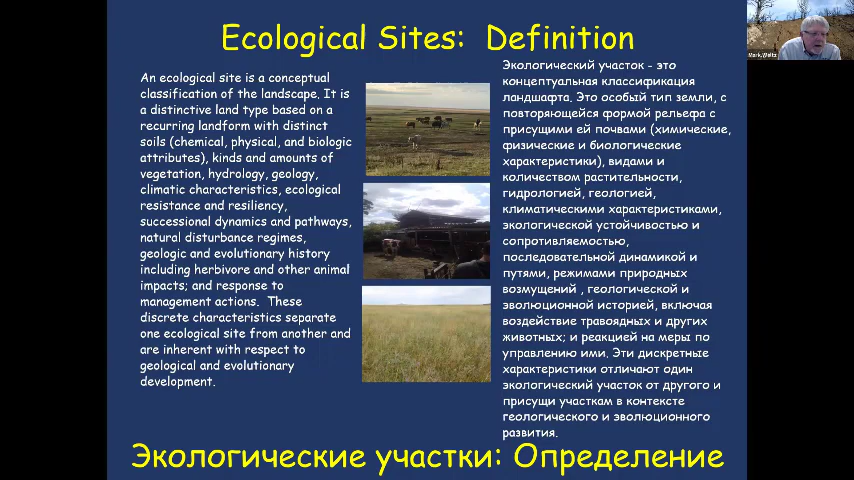 Ecological Sites: Definition
An ecological site is a conceptual
classification of the landscape. It is
a distinctive land type based on a
recurring landform with distinct
soils (chemical, physical, and biologic
attributes), kinds and amounts of
vegetation, hydrology, geology,
climatic characteristics, ecological
resistance and resiliency,
successional dynamics and pathways,
natural disturbance regimes,
geologic and evolutionary history
including herbivore and other animal
impacts; and response to
management actions. These
discrete characteristics separate
one ecological site from another and
are inherent with respect to
geological and evolutionary
development.
Экологический участок - это
концептуальная классификация
ландшафта. Это особый тип земли, с
повторяющейся формой рельефа с
присущими ей почвами (химические,
физические и биологические
характеристики), видами и
количеством растительности,
гидрологией, геологией,
климатическими характеристиками,
экологической устойчивостью и
сопротивляемостью,
последовательной динамикой и
путями, режимами природных
возмущений , геологической и
эволюционной историей, включая
воздействие травоядных и других
животных; и реакцией на меры по
управлению ими. Эти дискретные
характеристики отличают один
экологический участок от другого и
присущи участкам в контексте
геологического и эволюционного
развития.
Экологические участки: Определение
Mark.Weltz